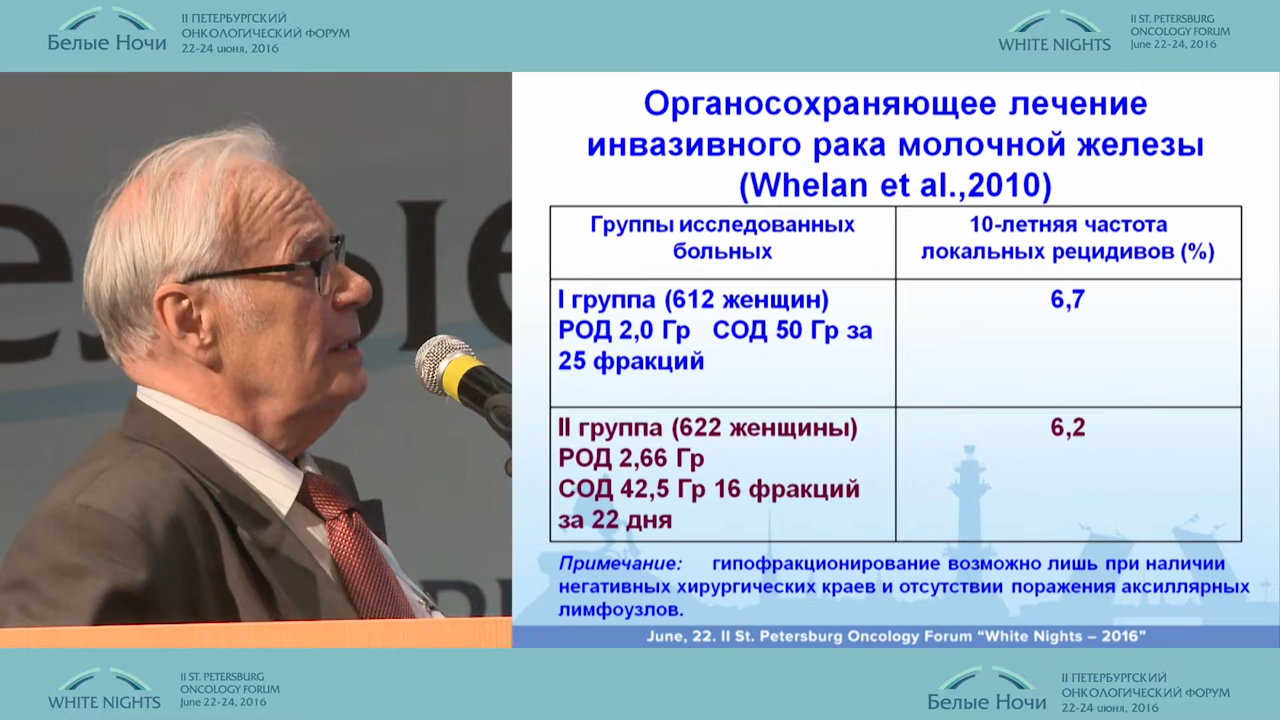 Белые Ночи
II ПЕТЕРБУРГСКИЙ
ОНКОЛОГИЧЕСКИЙ ФОРУМ
22-24 июня, 2016
WHITE NIGHTS
II ST. PETERSBURG
ONCOLOGY FORUM
June 22-24, 2016
Органосохраняющее лечение
инвазивного рака молочной железы
(Whelan et al.,2010)
Группы исследованных
больных
10-летняя частота
локальных рецидивов (%)
I группа (612 женщин)
РОД 2,0 Гр СОД 50 Гр за
25 фракций
6,7
II группа (622 женщины)
РОД 2,66 Гр
СОД 42,5 Гр 16 фракций
за 22 дня
6,2
Примечание: гипофракционирование возможно лишь при наличии
негативных хирургических краев и отсутствии поражения аксиллярных
лимфоузлов.
June, 22. II St. Petersburg Oncology Forum “White Nights – 2016”
WHITE NIGHTS
II ST. PETERSBURG
ONCOLOGY FORUM
June 22-24, 2016
Белые Ночи
II ПЕТЕРБУРГСКИЙ
ОНКОЛОГИЧЕСКИЙ ФОРУМ
22-24 июня, 2016